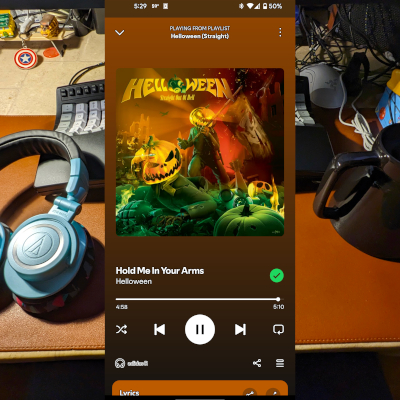 5:29 59° 50%
PLAYING FROM PLAYLIST
Helloween (Straight)
HELLOWEEN
Straight Out Of Hell
Hold Me In Your Arms
Helloween
4:58 5:10
Lyrics